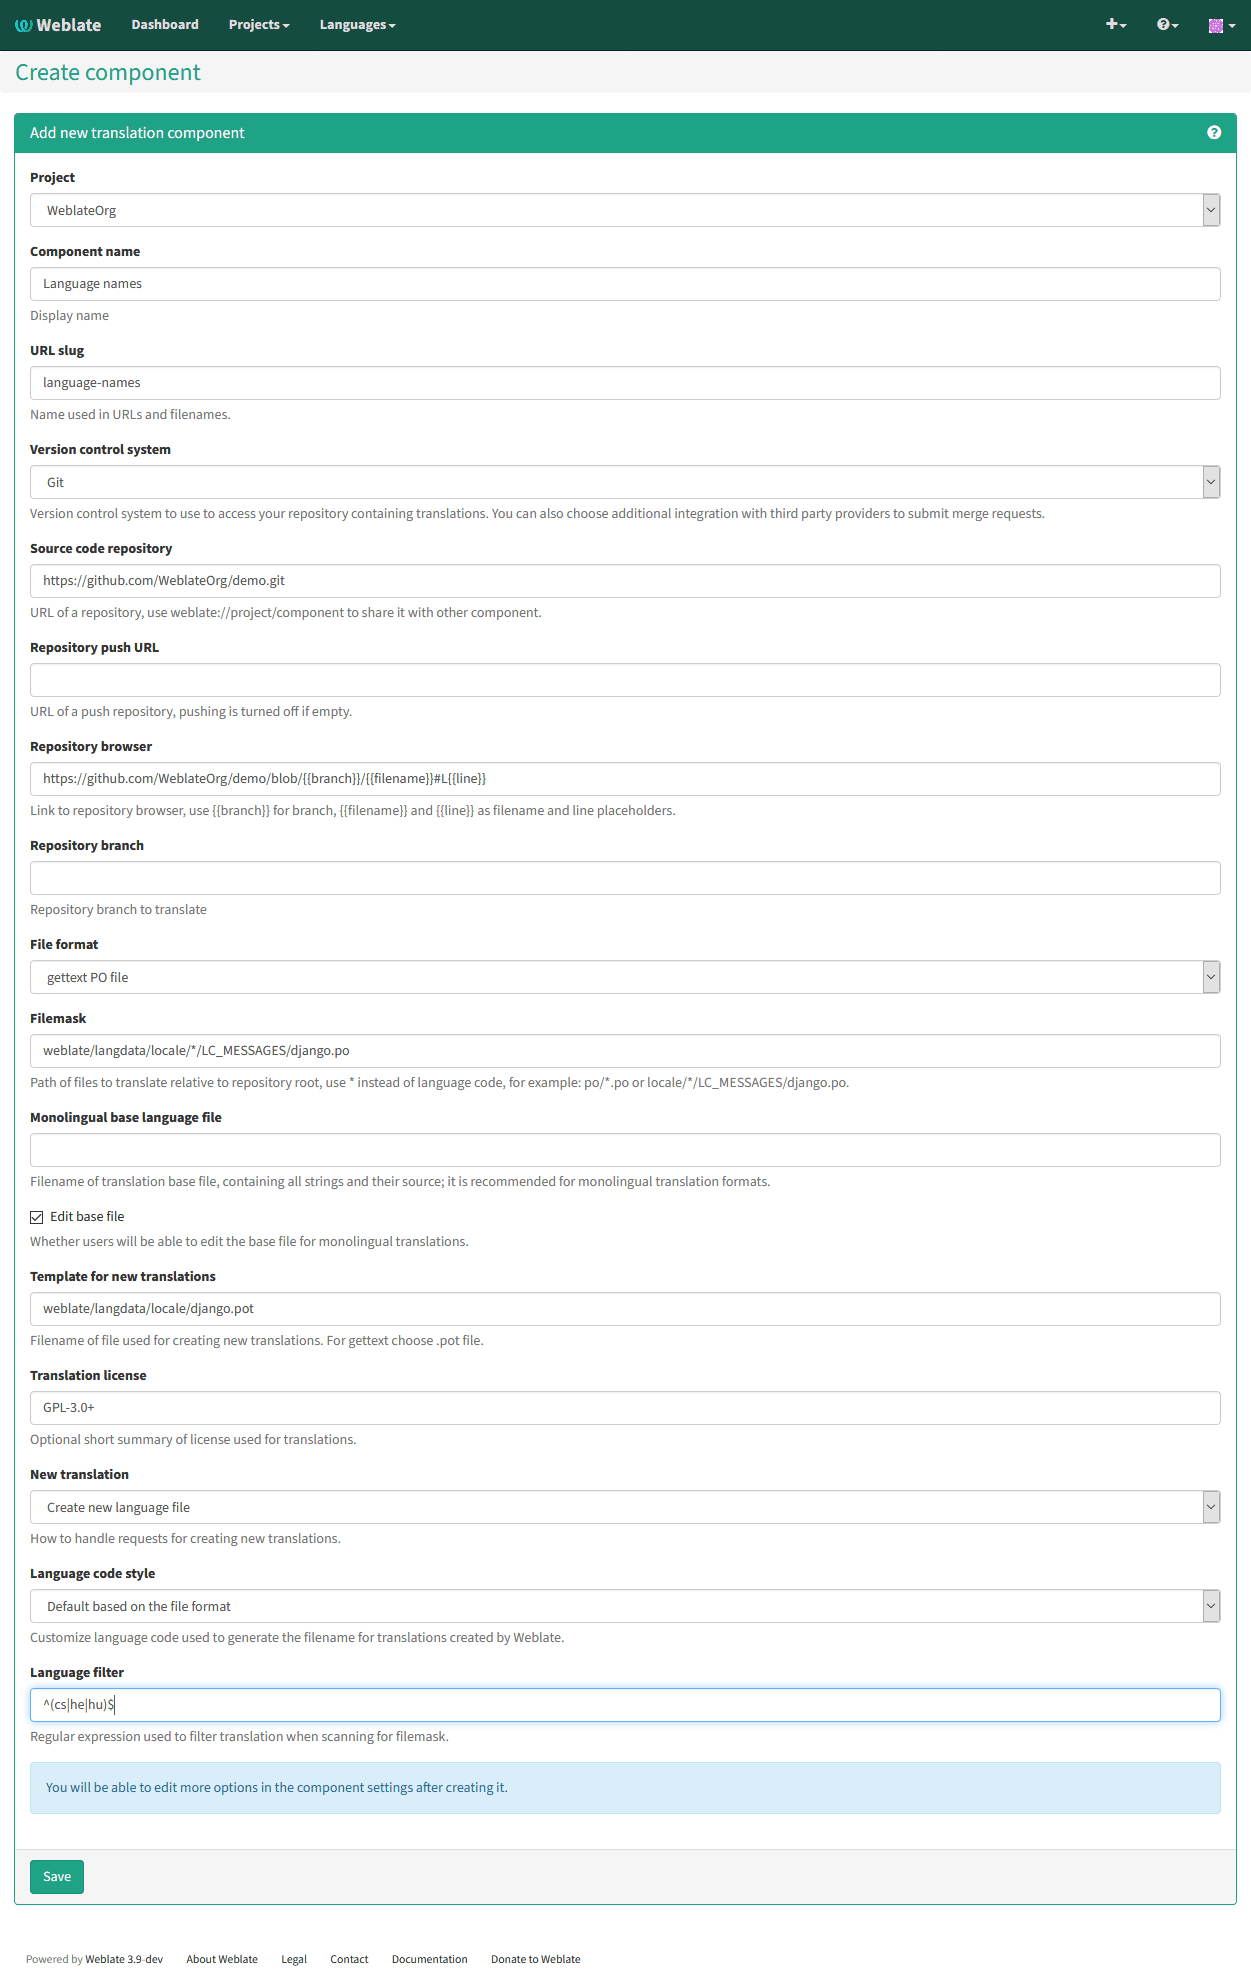 Weblate Dashboard Projects Languages
Create component
Add new translation component
Project
WeblateOrg
Component name
Language names
Display name
URL slug
language-names
Name used in URLs and filenames.
Version control system
Git
Version control system to use to access your repository containing translations. You can also choose additional integration with third party providers to submit merge requests.
Source code repository
https://github.com/WeblateOrg/demo.git
URL of a repository, use weblate://project/component to share it with other component.
Repository push URL
URL of a push repository, pushing is turned off if empty.
Repository browser
https://github.com/WeblateOrg/demo/blob/{{branch}}/{{filename}}#L{{line}}
Link to repository browser, use {{branch}} for branch, {{filename}} and {{line}} as filename and line placeholders.
Repository branch
Repository branch to translate
File format
gettext PO file
Filemask
weblate/langdata/locale/*/LC_MESSAGES/django.po
Path of files to translate relative to repository root, use * instead of language code, for example: po/*.po or locale/*/LC_MESSAGES/django.po.
Monolingual base language file
Filename of translation base file, containing all strings and their source; it is recommended for monolingual translation formats.
Edit base file
Whether users will be able to edit the base file for monolingual translations.
Template for new translations
weblate/langdata/locale/django.pot
Filename of file used for creating new translations. For gettext choose .pot file.
Translation license
GPL-3.0+
Optional short summary of license used for translations.
New translation
Create new language file
How to handle requests for creating new translations.
Language code style
Default based on the file format
Customize language code used to generate the filename for translations created by Weblate.
Language filter
^(cs|he|hu)$
Regular expression used to filter translation when scanning for filemask.
You will be able to edit more options in the component settings after creating it.
Save
Powered by Weblate 3.9-dev About Weblate Legal Contact Documentation Donate to Weblate